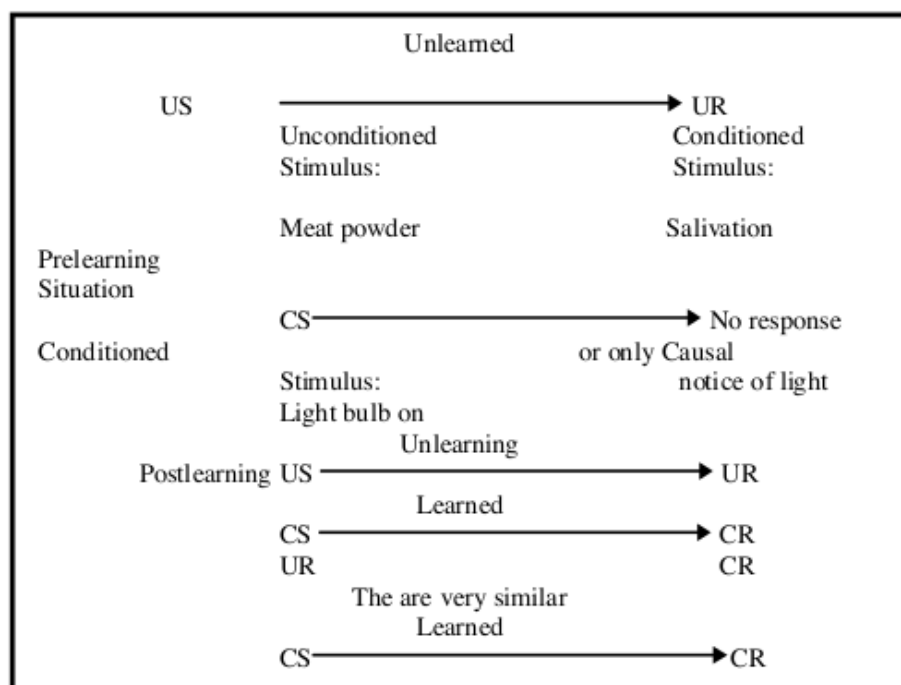 Unlearned
US UR
Unconditioned Conditioned
Stimulus: Stimulus:
Meat powder Salivation
Prelearning
Situation
CS No response
Conditioned or only Causal
Stimulus: notice of light
Light bulb on
Unlearning
Postlearning US UR
Learned
CS CR
UR CR
The are very similar
Learned
CS CR